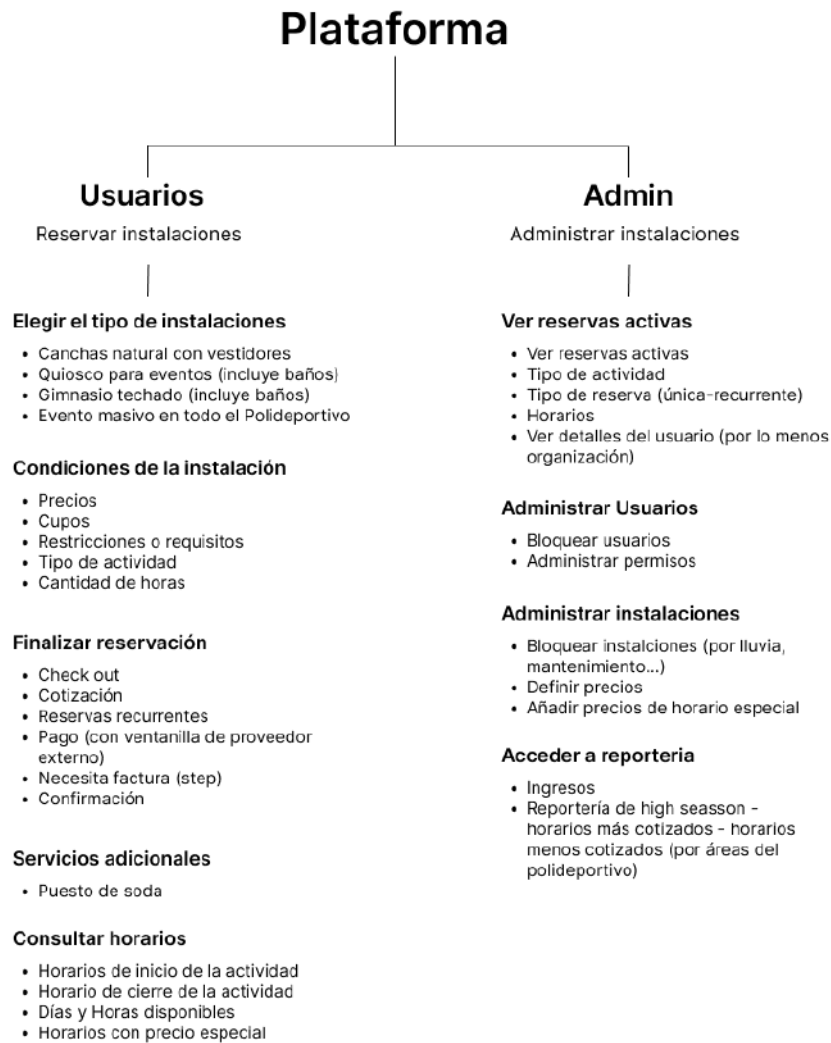 Plataforma
Usuarios
Reservar instalaciones
Elegir el tipo de instalaciones
• Canchas natural con vestidores
• Quiosco para eventos (incluye baños)
• Gimnasio techado (incluye baños)
• Evento masivo en todo el Polideportivo
Condiciones de la instalación
• Precios
• Cupos
• Restricciones o requisitos
• Tipo de actividad
• Cantidad de horas
Finalizar reservación
• Check out
• Cotización
• Reservas recurrentes
• Pago (con ventanilla de proveedor
externo)
• Necesita factura (step)
• Confirmación
Servicios adicionales
• Puesto de soda
Consultar horarios
• Horarios de inicio de la actividad
• Horario de cierre de la actividad
• Días y Horas disponibles
• Horarios con precio especial
Admin
Administrar instalaciones
Ver reservas activas
• Ver reservas activas
• Tipo de actividad
• Tipo de reserva (única-recurrente)
• Horarios
• Ver detalles del usuario (por lo menos
organización)
Administrar Usuarios
• Bloquear usuarios
• Administrar permisos
Administrar instalaciones
• Bloquear instalciones (por lluvia,
mantenimiento...)
• Definir precios
• Añadir precios de horario especial
Acceder a reporteria
• Ingresos
• Reportería de high seasson -
horarios más cotizados - horarios
menos cotizados (por áreas del
polideportivo)